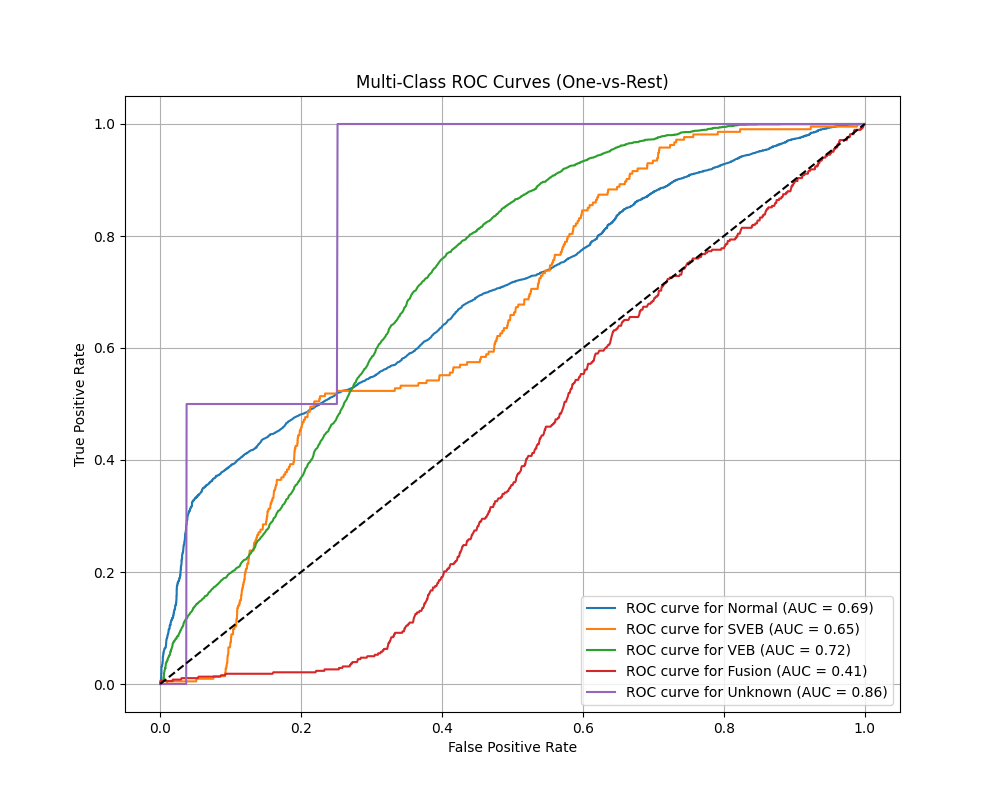 Multi-Class ROC Curves (One-vs-Rest)
True Positive Rate
1.0
0.8
0.6
0.4
0.2
0.0
0.0 0.2 0.4 0.6 0.8 1.0
False Positive Rate
ROC curve for Normal (AUC = 0.69)
ROC curve for SVEB (AUC = 0.65)
ROC curve for VEB (AUC = 0.72)
ROC curve for Fusion (AUC = 0.41)
ROC curve for Unknown (AUC = 0.86)